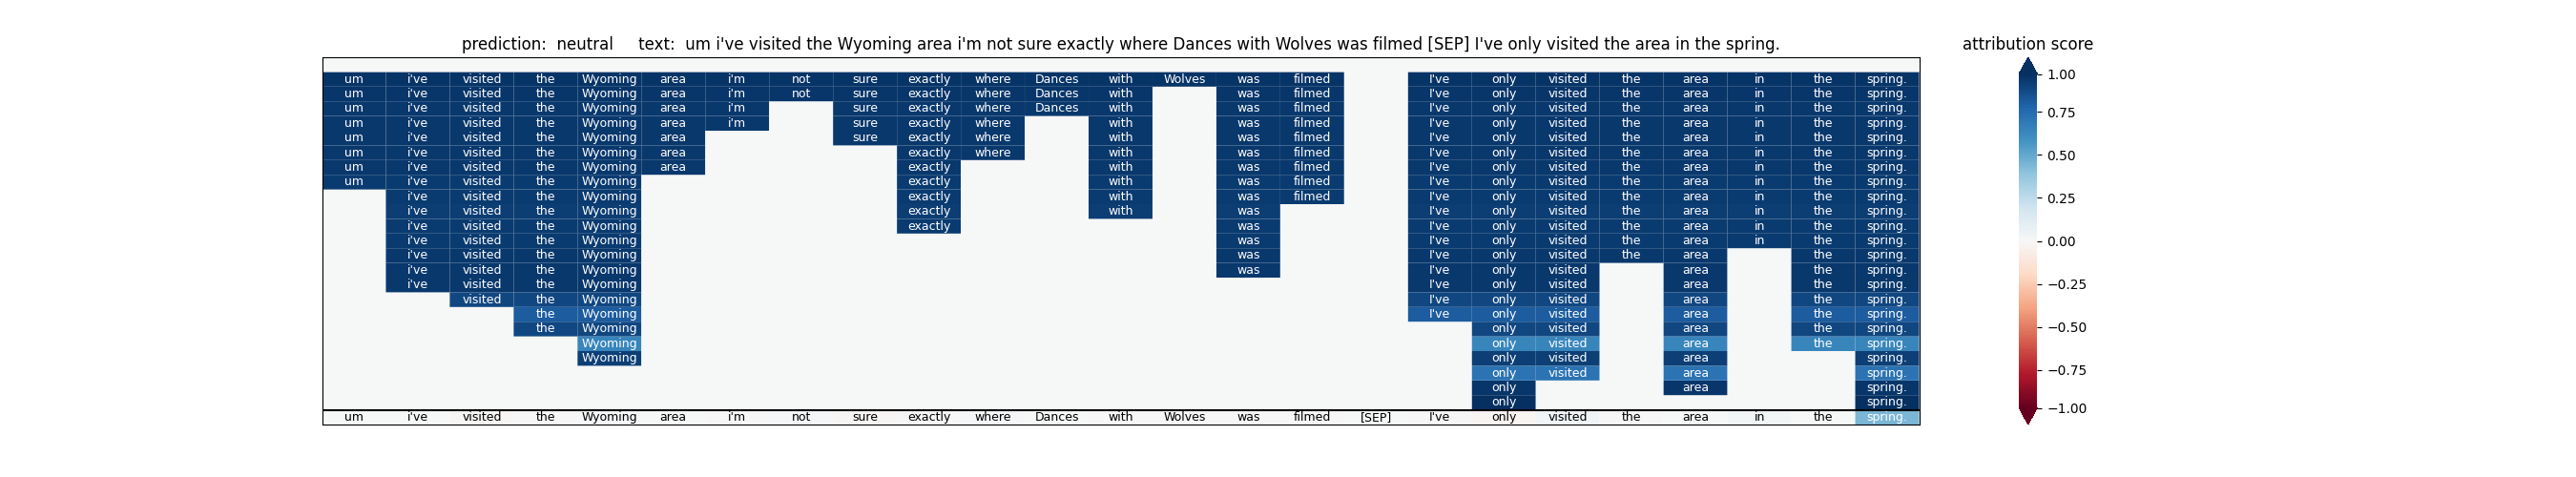 prediction:  neutral     text:  um i've visited the Wyoming area i'm not sure exactly where Dances with Wolves was filmed [SEP] I've only visited the area in the spring.
um i've visited the Wyoming area i'm not sure exactly where Dances with Wolves was filmed I've only visited the area in the spring.
um i've visited the Wyoming area i'm not sure exactly where Dances with was filmed I've only visited the area in the spring.
um i've visited the Wyoming area i'm sure exactly where Dances with was filmed I've only visited the area in the spring.
um i've visited the Wyoming area i'm sure exactly where with was filmed I've only visited the area in the spring.
um i've visited the Wyoming area sure exactly where with was filmed I've only visited the area in the spring.
um i've visited the Wyoming area exactly where with was filmed I've only visited the area in the spring.
um i've visited the Wyoming area exactly with was filmed I've only visited the area in the spring.
um i've visited the Wyoming exactly with was filmed I've only visited the area in the spring.
i've visited the Wyoming exactly with was filmed I've only visited the area in the spring.
i've visited the Wyoming exactly with was I've only visited the area in the spring.
i've visited the Wyoming exactly was I've only visited the area in the spring.
i've visited the Wyoming was I've only visited the area in the spring.
i've visited the Wyoming was I've only visited the area the spring.
i've visited the Wyoming was I've only visited area the spring.
i've visited the Wyoming I've only visited area the spring.
visited the Wyoming I've only visited area the spring.
the Wyoming I've only visited area the spring.
the Wyoming only visited area the spring.
Wyoming only visited area the spring.
Wyoming only visited area spring.
only visited area spring.
only area spring.
only spring.
um i've visited the Wyoming area i'm not sure exactly where Dances with Wolves was filmed [SEP] I've only visited the area in the spring.
attribution score
1.00
0.75
0.50
0.25
0.00
−0.25
−0.50
−0.75
−1.00